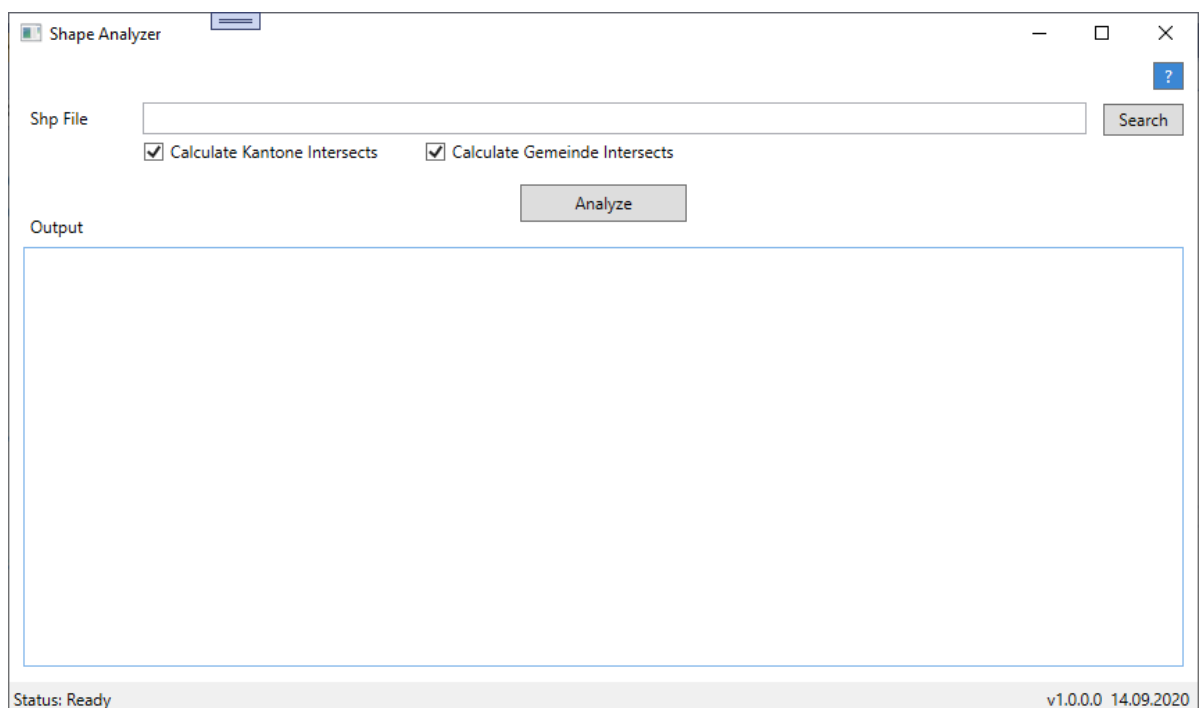 Shape Analyzer
?
Shp File
Search
Calculate Kantone Intersects
Calculate Gemeinde Intersects
Analyze
Output
Status: Ready
v1.0.0.0 14.09.2020